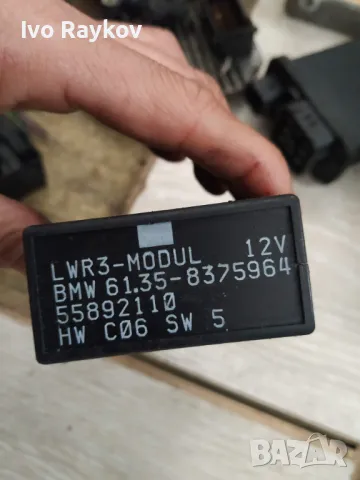 Ivo Raykov
LWR3-MODUL 12V
BMW 61.35-8375964
55892110
HW C06 SW 5
BAZAR